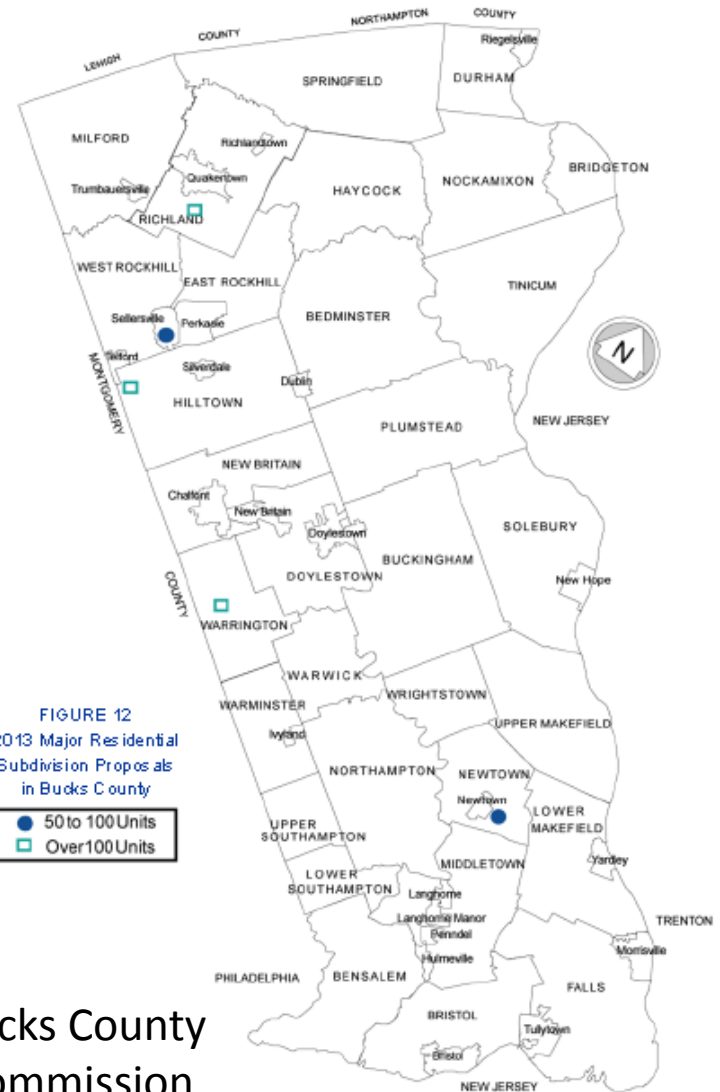 NORTHAMPTON COUNTY
LEHIGH COUNTY
Riegelsville
SPRINGFIELD
DURHAM
MILFORD
Richlandtown
Quakertown
Trumbauersville
HAYCOCK
NOCKAMIXON
BRIDGETON
RICHLAND
WEST ROCKHILL
EAST ROCKHILL
TINICUM
Sellersville
Perkasie
BEDMINSTER
N
Telford
Silverdale
Dublin
MONTGOMERY
HILLTOWN
PLUMSTEAD
NEW JERSEY
NEW BRITAIN
Chalfont
New Britain
Doylestown
SOLEBURY
BUCKINGHAM
DOYLESTOWN
New Hope
COUNTY
WARRINGTON
WARWICK
WRIGHTSTOWN
WARMINSTER
UPPER MAKEFIELD
Ivyland
FIGURE 12
2013 Major Residential
Subdivision Proposals
in Bucks County
50 to 100 Units
Over 100 Units
NORTHAMPTON
NEWTOWN
Newtown
LOWER
MAKEFIELD
UPPER
SOUTHAMPTON
MIDDLETOWN
Yardley
LOWER
SOUTHAMPTON
Langhorne
Langhorne Manor
Penndel
TRENTON
Morrisville
Hulmeville
PHILADELPHIA
BENSALEM
FALLS
BRISTOL
Tullytown
Bristol
NEW JERSEY
ucks County
ommission